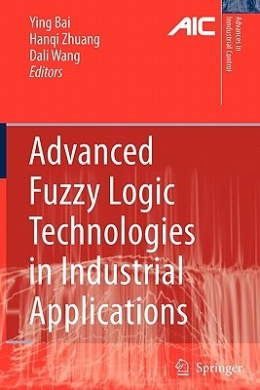 Ying Bai
Hanqi Zhuang
Dali Wang
Editors
AIC
Advances in
Industrial Control
Advanced
Fuzzy Logic
Technologies
in Industrial
Applications
Springer